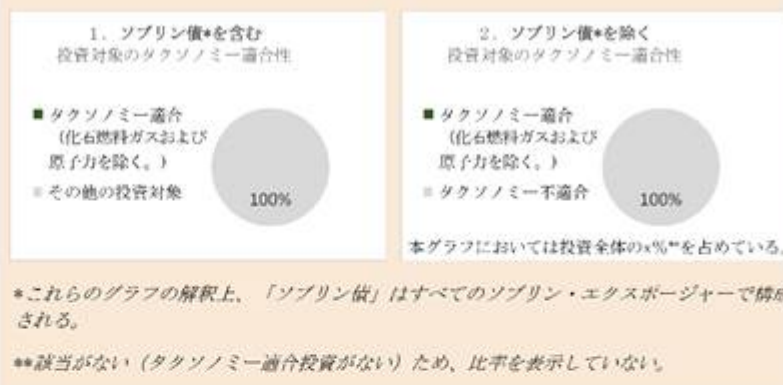 1. ソブリン債*を含む
投資対象のタクソノミー適合性
■ タクソノミー適合
(化石燃料ガスおよび
原子力を除く。)
■ その他の投資対象
100%
2. ソブリン債*を除く
投資対象のタクソノミー適合性
■ タクソノミー適合
(化石燃料ガスおよび
原子力を除く。)
■ タクソノミー不適合
100%
本グラフにおいては投資全体のx%**を占めている。
*これらのグラフの解釈上、「ソブリン債」はすべてのソブリン・エクスポージャーで構成
される。
**該当がない(タクソノミー適合投資がない)ため、比率を表示していない。